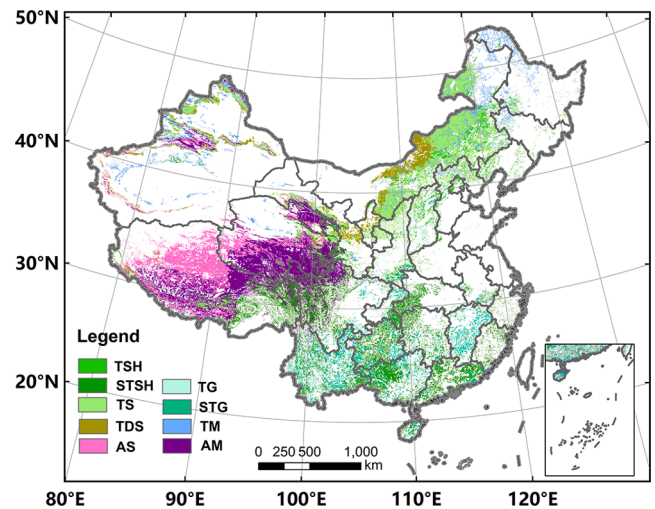 50°N
40°N
30°N
20°N
Legend
TSH
STSH
TS
TDS
AS
TG
STG
TM
AM
0 250 500 1,000
km
80°E 90°E 100°E 110°E 120°E